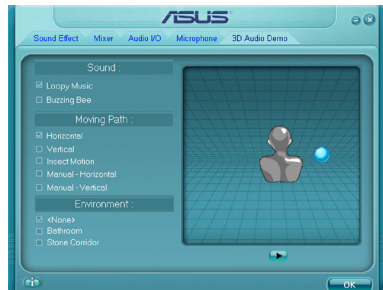 ASUS
Sound Effect Mixer Audio I/O Microphone 3D Audio Demo
Sound :
Loopy Music
Buzzing Bee
Moving Path :
Horizontal
Vertical
Insect Motion
Manual - Horizontal
Manual - Vertical
Environment :
<None>
Bathroom
Stone Corridor
OK